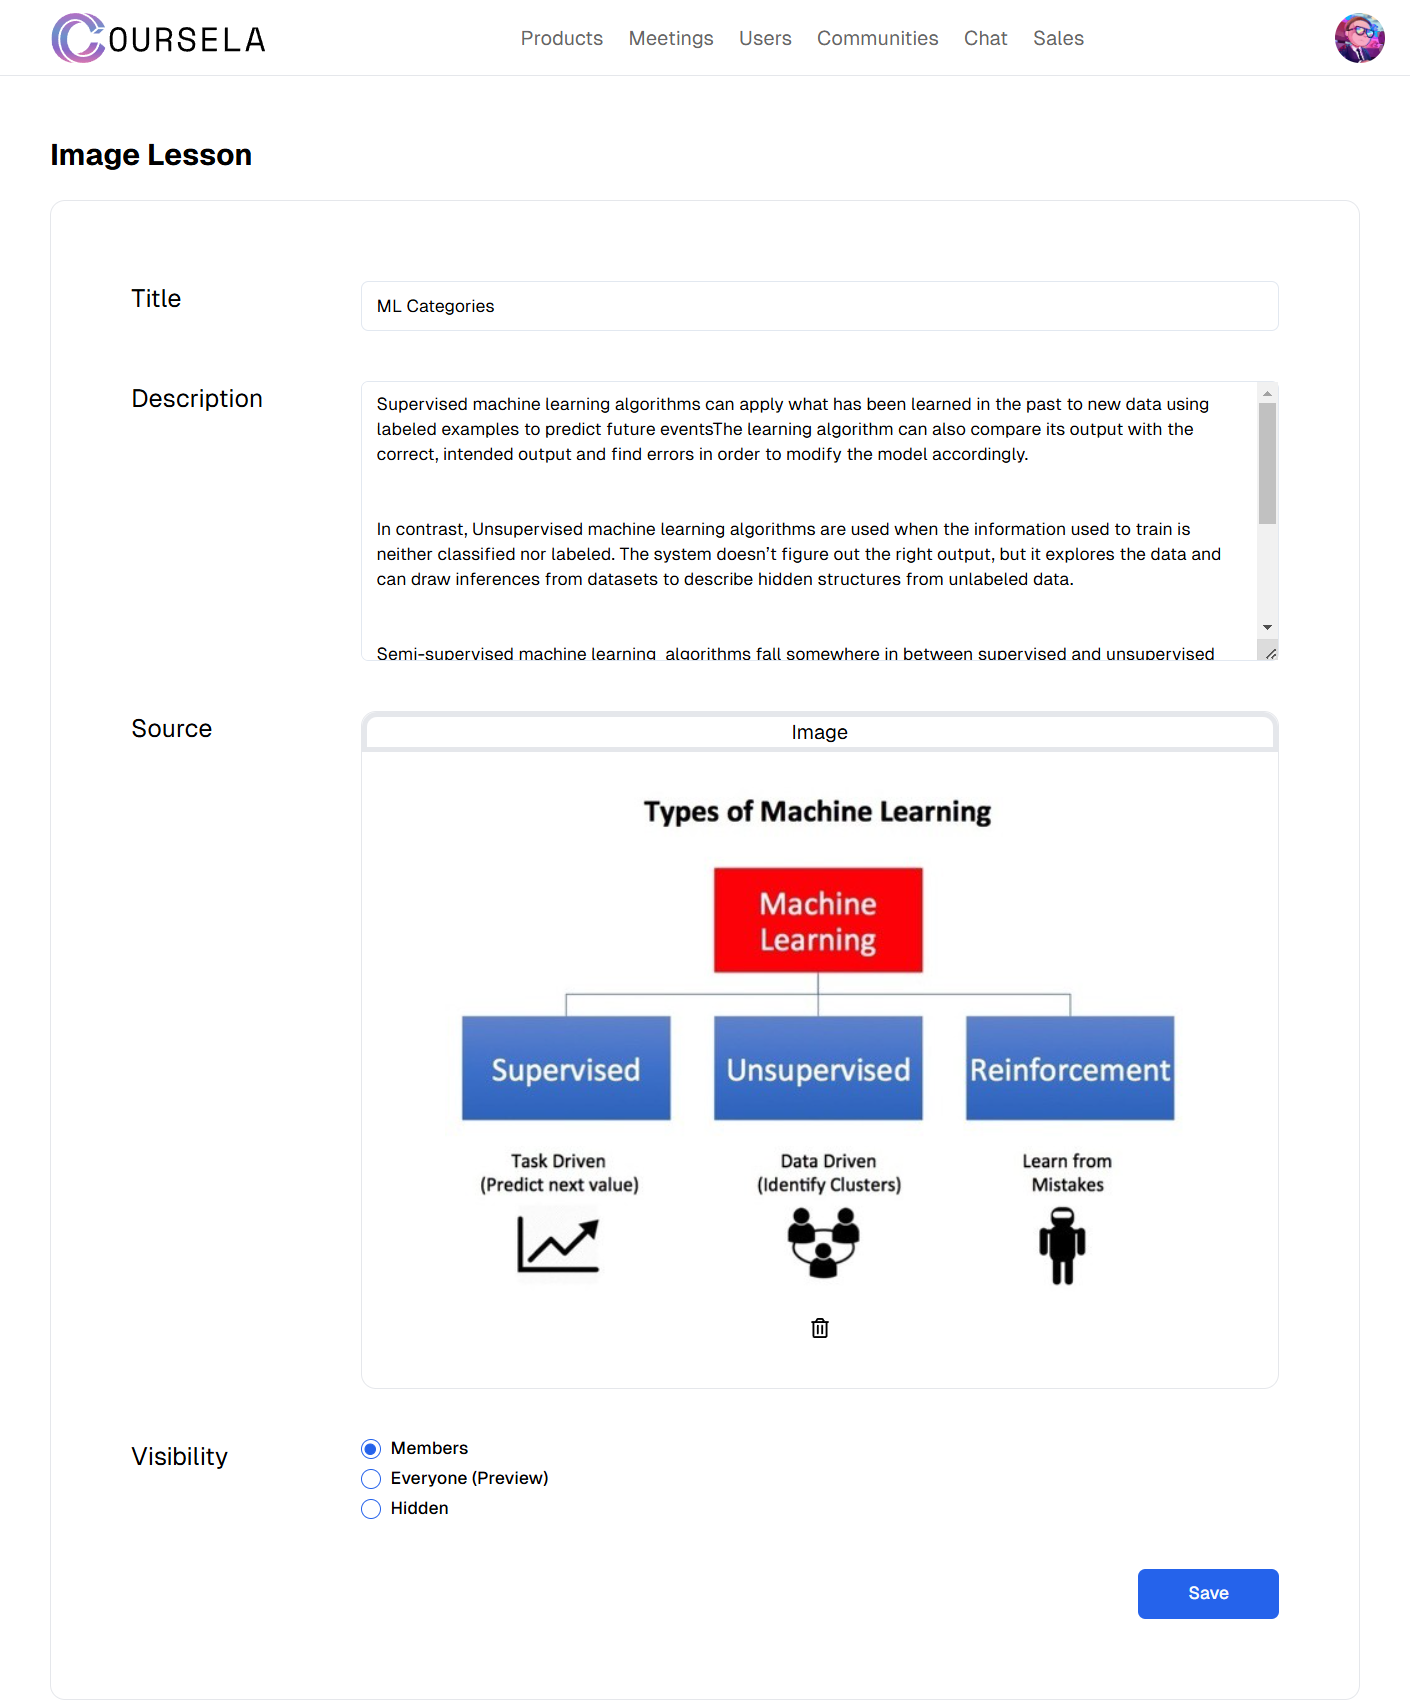 COURSELA
Products Meetings Users Communities Chat Sales
Image Lesson
Title
ML Categories
Description
Supervised machine learning algorithms can apply what has been learned in the past to new data using
labeled examples to predict future eventsThe learning algorithm can also compare its output with the
correct, intended output and find errors in order to modify the model accordingly.
In contrast, Unsupervised machine learning algorithms are used when the information used to train is
neither classified nor labeled. The system doesn’t figure out the right output, but it explores the data and
can draw inferences from datasets to describe hidden structures from unlabeled data.
Semi-supervised machine learning  algorithms fall somewhere in between supervised and unsupervised
Source
Image
Types of Machine Learning
Machine
Learning
Supervised
Unsupervised
Reinforcement
Task Driven
(Predict next value)
Data Driven
(Identify Clusters)
Learn from
Mistakes
Visibility
Members
Everyone (Preview)
Hidden
Save